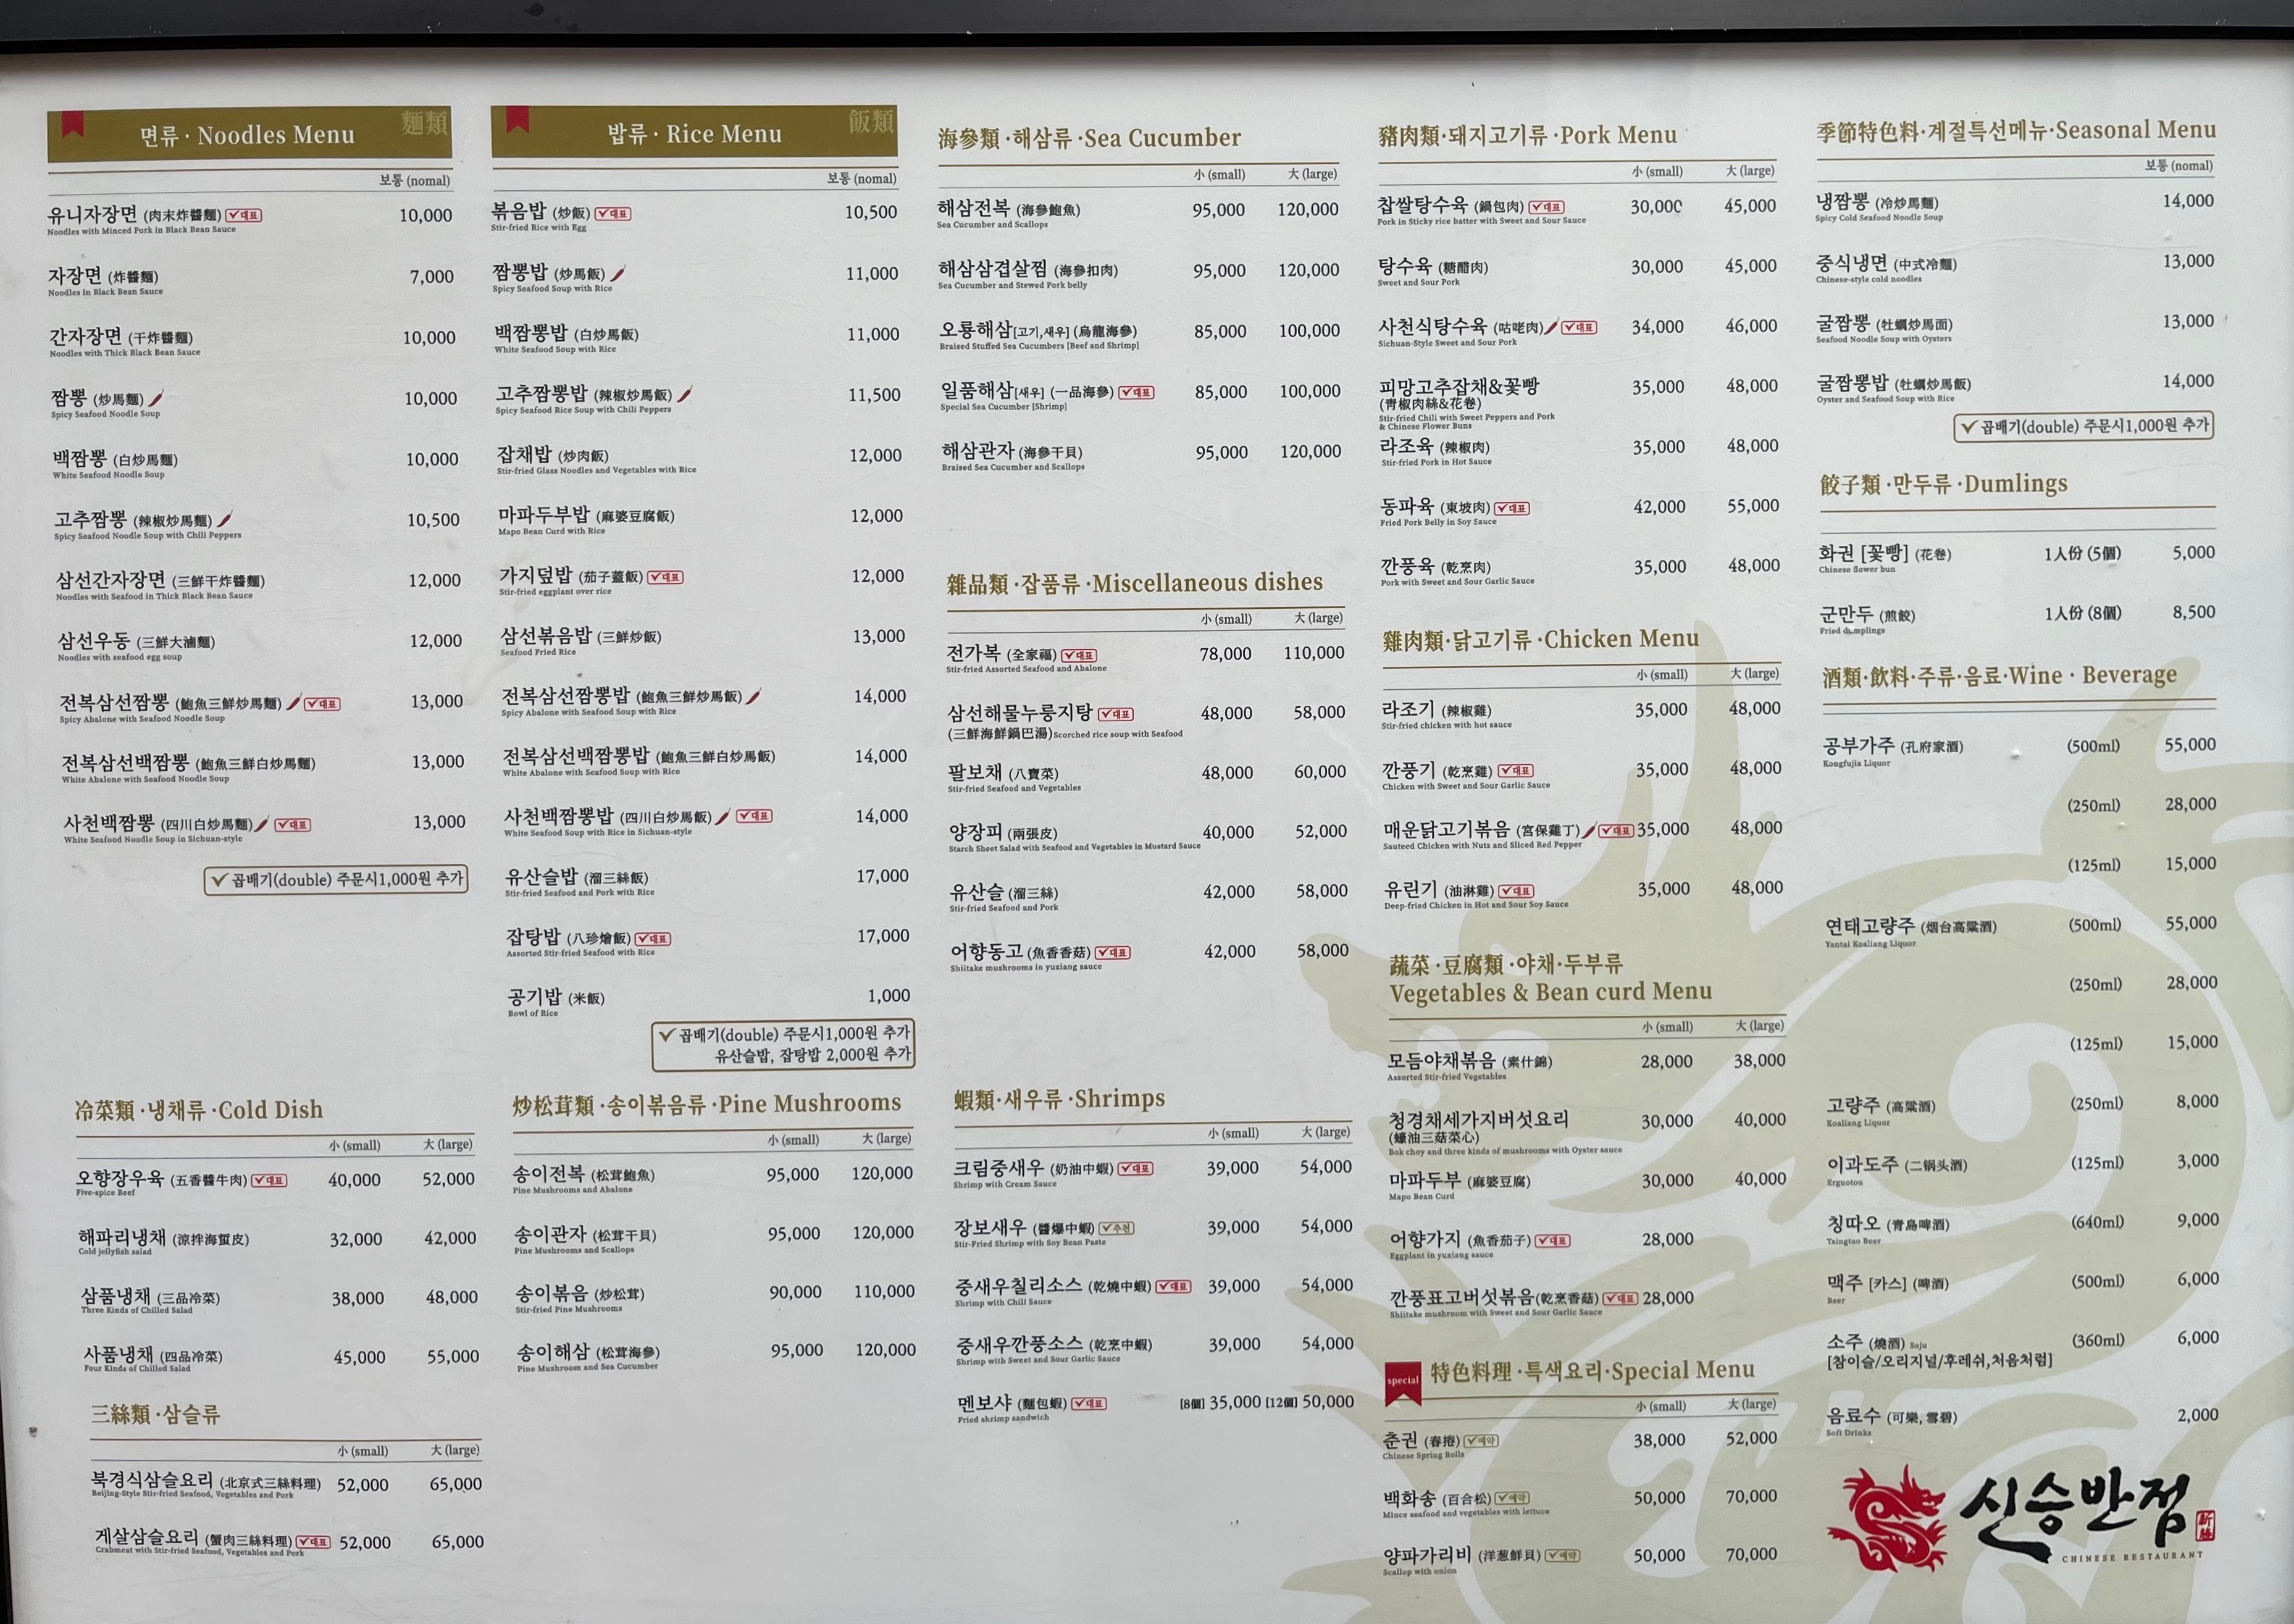 면류 · Noodles Menu 麵類
보통 (nomal)
유니자장면 (肉末炸醬麵) ✓대표 10,000
Noodles with Minced Pork in Black Bean Sauce
자장면 (炸醬麵) 7,000
Noodles in Black Bean Sauce
간자장면 (干炸醬麵) 10,000
Noodles with Thick Black Bean Sauce
짬뽕 (炒馬麵) 10,000
Spicy Seafood Noodle Soup
백짬뽕 (白炒馬麵) 10,000
White Seafood Noodle Soup
고추짬뽕 (辣椒炒馬麵) 10,500
Spicy Seafood Noodle Soup with Chili Peppers
삼선간자장면 (三鮮干炸醬麵) 12,000
Noodles with Seafood in Thick Black Bean Sauce
삼선우동 (三鮮大滷麵) 12,000
Noodles with seafood egg soup
전복삼선짬뽕 (鮑魚三鮮炒馬麵) ✓대표 13,000
Spicy Abalone with Seafood Noodle Soup
전복삼선백짬뽕 (鮑魚三鮮白炒馬麵) 13,000
White Abalone with Seafood Noodle Soup
사천백짬뽕 (四川白炒馬麵) ✓대표 13,000
White Seafood Noodle Soup in Sichuan-style
✓ 곱배기(double) 주문시1,000원 추가
冷菜類 ·냉채류 ·Cold Dish
小 (small) 大 (large)
오향장우육 (五香醬牛肉) ✓대표 40,000 52,000
Five-spice Beef
해파리냉채 (涼拌海蜇皮) 32,000 42,000
Cold jellyfish salad
삼품냉채 (三品冷菜) 38,000 48,000
Three Kinds of Chilled Salad
사품냉채 (四品冷菜) 45,000 55,000
Four Kinds of Chilled Salad
三絲類 ·삼슬류
小 (small) 大 (large)
북경식삼슬요리 (北京式三絲料理) 52,000 65,000
Beijing-Style Stir-fried Seafood, Vegetables and Pork
게살삼슬요리 (蟹肉三絲料理) ✓대표 52,000 65,000
Crabmeat with Stir-fried Seafood, Vegetables and Pork
밥류 · Rice Menu 飯類
보통 (nomal)
볶음밥 (炒飯) ✓대표 10,500
Stir-fried Rice with Egg
짬뽕밥 (炒馬飯) 11,000
Spicy Seafood Soup with Rice
백짬뽕밥 (白炒馬飯) 11,000
White Seafood Soup with Rice
고추짬뽕밥 (辣椒炒馬飯) 11,500
Spicy Seafood Rice Soup with Chili Peppers
잡채밥 (炒肉飯) 12,000
Stir-fried Glass Noodles and Vegetables with Rice
마파두부밥 (麻婆豆腐飯) 12,000
Mapo Bean Curd with Rice
가지덮밥 (茄子蓋飯) ✓대표 12,000
Stir-fried eggplant over rice
삼선볶음밥 (三鮮炒飯) 13,000
Seafood Fried Rice
전복삼선짬뽕밥 (鮑魚三鮮炒馬飯) 14,000
Spicy Abalone with Seafood Soup with Rice
전복삼선백짬뽕밥 (鮑魚三鮮白炒馬飯) 14,000
White Abalone with Seafood Soup with Rice
사천백짬뽕밥 (四川白炒馬飯) ✓대표 14,000
White Seafood Soup with Rice in Sichuan-style
유산슬밥 (溜三絲飯) 17,000
Stir-fried Seafood and Pork with Rice
잡탕밥 (八珍燴飯) ✓대표 17,000
Assorted Stir-fried Seafood with Rice
공기밥 (米飯) 1,000
Bowl of Rice
✓ 곱배기(double) 주문시1,000원 추가
유산슬밥, 잡탕밥 2,000원 추가
炒松茸類 ·송이볶음류 ·Pine Mushrooms
小 (small) 大 (large)
송이전복 (松茸鮑魚) 95,000 120,000
Pine Mushrooms and Abalone
송이관자 (松茸干貝) 95,000 120,000
Pine Mushrooms and Scallops
송이볶음 (炒松茸) 90,000 110,000
Stir-fried Pine Mushrooms
송이해삼 (松茸海參) 95,000 120,000
Pine Mushroom and Sea Cucumber
海參類 ·해삼류 ·Sea Cucumber
小 (small) 大 (large)
해삼전복 (海參鮑魚) 95,000 120,000
Sea Cucumber and Scallops
해삼삼겹살찜 (海參扣肉) 95,000 120,000
Sea Cucumber and Stewed Pork belly
오룡해삼[고기,새우] (烏龍海參) 85,000 100,000
Braised Stuffed Sea Cucumbers [Beef and Shrimp]
일품해삼[새우] (一品海參) ✓대표 85,000 100,000
Special Sea Cucumber [Shrimp]
해삼관자 (海參干貝) 95,000 120,000
Braised Sea Cucumber and Scallops
雜品類 ·잡품류 ·Miscellaneous dishes
小 (small) 大 (large)
전가복 (全家福) ✓대표 78,000 110,000
Stir-fried Assorted Seafood and Abalone
삼선해물누룽지탕 ✓대표 48,000 58,000
(三鮮海鮮鍋巴湯) Scorched rice soup with Seafood
팔보채 (八寶菜) 48,000 60,000
Stir-fried Seafood and Vegetables
양장피 (兩張皮) 40,000 52,000
Starch Sheet Salad with Seafood and Vegetables in Mustard Sauce
유산슬 (溜三絲) 42,000 58,000
Stir-fried Seafood and Pork
어향동고 (魚香香菇) ✓대표 42,000 58,000
Shiitake mushrooms in yuxiang sauce
蝦類 ·새우류 ·Shrimps
小 (small) 大 (large)
크림중새우 (奶油中蝦) ✓대표 39,000 54,000
Shrimp with Cream Sauce
장보새우 (醬爆中蝦) ✓추천 39,000 54,000
Stir-Fried Shrimp with Soy Bean Paste
중새우칠리소스 (乾燒中蝦) ✓대표 39,000 54,000
Shrimp with Chili Sauce
중새우깐풍소스 (乾烹中蝦) 39,000 54,000
Shrimp with Sweet and Sour Garlic Sauce
멘보샤 (麵包蝦) ✓대표 [8個] 35,000 [12個] 50,000
Fried shrimp sandwich
豬肉類 ·돼지고기류 ·Pork Menu
小 (small) 大 (large)
찹쌀탕수육 (鍋包肉) ✓대표 30,000 45,000
Pork in Sticky rice batter with Sweet and Sour Sauce
탕수육 (糖醋肉) 30,000 45,000
Sweet and Sour Pork
사천식탕수육 (咕咾肉) ✓대표 34,000 46,000
Sichuan-Style Sweet and Sour Pork
피망고추잡채&꽃빵 35,000 48,000
(青椒肉絲&花卷)
Stir-fried Chili with Sweet Peppers and Pork
& Chinese Flower Buns
라조육 (辣椒肉) 35,000 48,000
Stir-fried Pork in Hot Sauce
동파육 (東坡肉) ✓대표 42,000 55,000
Fried Pork Belly in Soy Sauce
깐풍육 (乾烹肉) 35,000 48,000
Pork with Sweet and Sour Garlic Sauce
雞肉類 ·닭고기류 ·Chicken Menu
小 (small) 大 (large)
라조기 (辣椒雞) 35,000 48,000
Stir-fried chicken with hot sauce
깐풍기 (乾烹雞) ✓대표 35,000 48,000
Chicken with Sweet and Sour Garlic Sauce
매운닭고기볶음 (宮保雞丁) ✓대표 35,000 48,000
Sauteed Chicken with Nuts and Sliced Red Pepper
유린기 (油淋雞) ✓대표 35,000 48,000
Deep-fried Chicken in Hot and Sour Soy Sauce
蔬菜 ·豆腐類 ·야채·두부류
Vegetables & Bean curd Menu
小 (small) 大 (large)
모듬야채볶음 (素什錦) 28,000 38,000
Assorted Stir-fried Vegetables
청경채세가지버섯요리 30,000 40,000
(蠔油三菇菜心)
Bok choy and three kinds of mushrooms with Oyster sauce
마파두부 (麻婆豆腐) 30,000 40,000
Mapo Bean Curd
어향가지 (魚香茄子) ✓대표 28,000
Eggplant in yuxiang sauce
깐풍표고버섯볶음(乾烹香菇) ✓대표 28,000
Shiitake mushroom with Sweet and Sour Garlic Sauce
special 特色料理 ·특색요리·Special Menu
小 (small) 大 (large)
춘권 (春捲) ✓예약 38,000 52,000
Chinese Spring Rolls
백화송 (百合松) ✓예약 50,000 70,000
Mince seafood and vegetables with lettuce
양파가리비 (洋葱鮮貝) ✓예약 50,000 70,000
Scallop with onion
季節特色料·계절특선메뉴·Seasonal Menu
보통 (nomal)
냉짬뽕 (冷炒馬麵) 14,000
Spicy Cold Seafood Noodle Soup
중식냉면 (中式冷麵) 13,000
Chinese-style cold noodles
굴짬뽕 (牡蠣炒馬面) 13,000
Seafood Noodle Soup with Oysters
굴짬뽕밥 (牡蠣炒馬飯) 14,000
Oyster and Seafood Soup with Rice
✓ 곱배기(double) 주문시1,000원 추가
餃子類 ·만두류 ·Dumlings
화권 [꽃빵] (花卷) 1人份 (5個) 5,000
Chinese flower bun
군만두 (煎餃) 1人份 (8個) 8,500
Fried dumplings
酒類·飲料·주류·음료·Wine · Beverage
공부가주 (孔府家酒) (500ml) 55,000
Kongfujia Liquor
(250ml) 28,000
(125ml) 15,000
연태고량주 (烟台高粱酒) (500ml) 55,000
Yantai Koaliang Liquor
(250ml) 28,000
(125ml) 15,000
고량주 (高粱酒) (250ml) 8,000
Koaliang Liquor
이과도주 (二锅头酒) (125ml) 3,000
Erguotou
칭따오 (青島啤酒) (640ml) 9,000
Tsingtao Beer
맥주 [카스] (啤酒) (500ml) 6,000
Beer
소주 (燒酒) Soju (360ml) 6,000
[참이슬/오리지널/후레쉬,처음처럼]
음료수 (可樂, 雪碧) 2,000
Soft Drinks
신승반점 新勝
CHINESE RESTAURANT